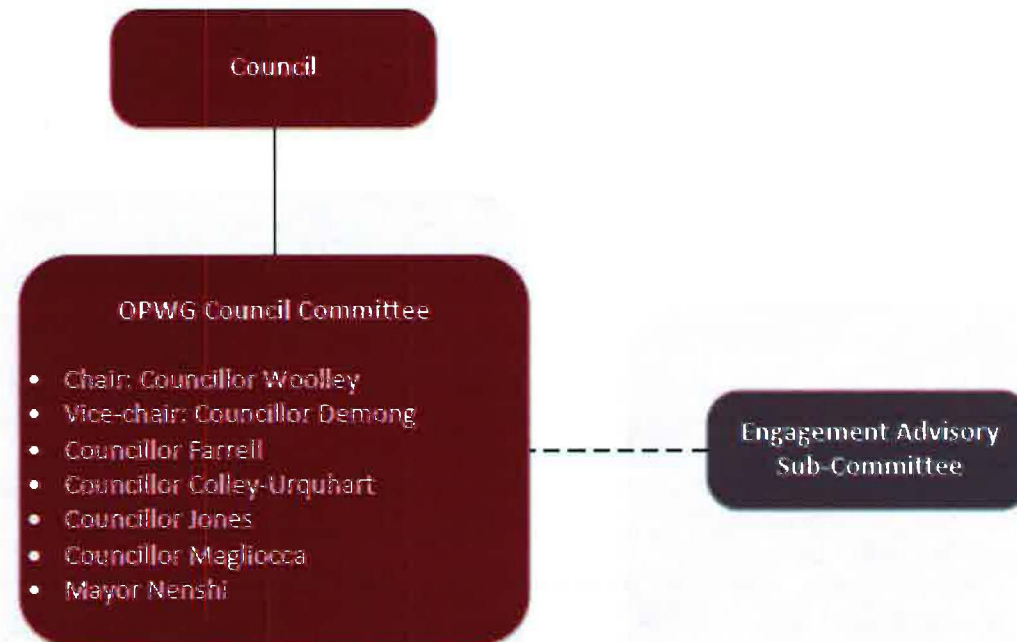 Council
OPWG Council Committee
• Chair: Councillor Woolley
• Vice-chair: Councillor Demong
• Councillor Farrell
• Councillor Colley-Urquhart
• Councillor Jones
• Councillor Magliocca
• Mayor Nenshi
Engagement Advisory
Sub-Committee